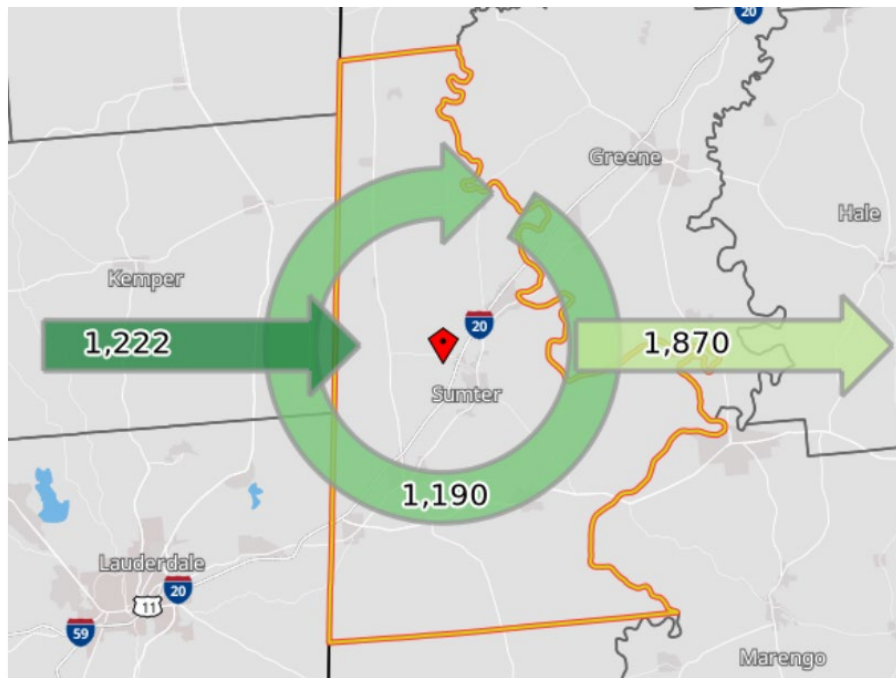 20
Greene
Hale
Kemper
1,222
20
1,870
Sumter
1,190
Lauderdale
20
11
59
Marengo